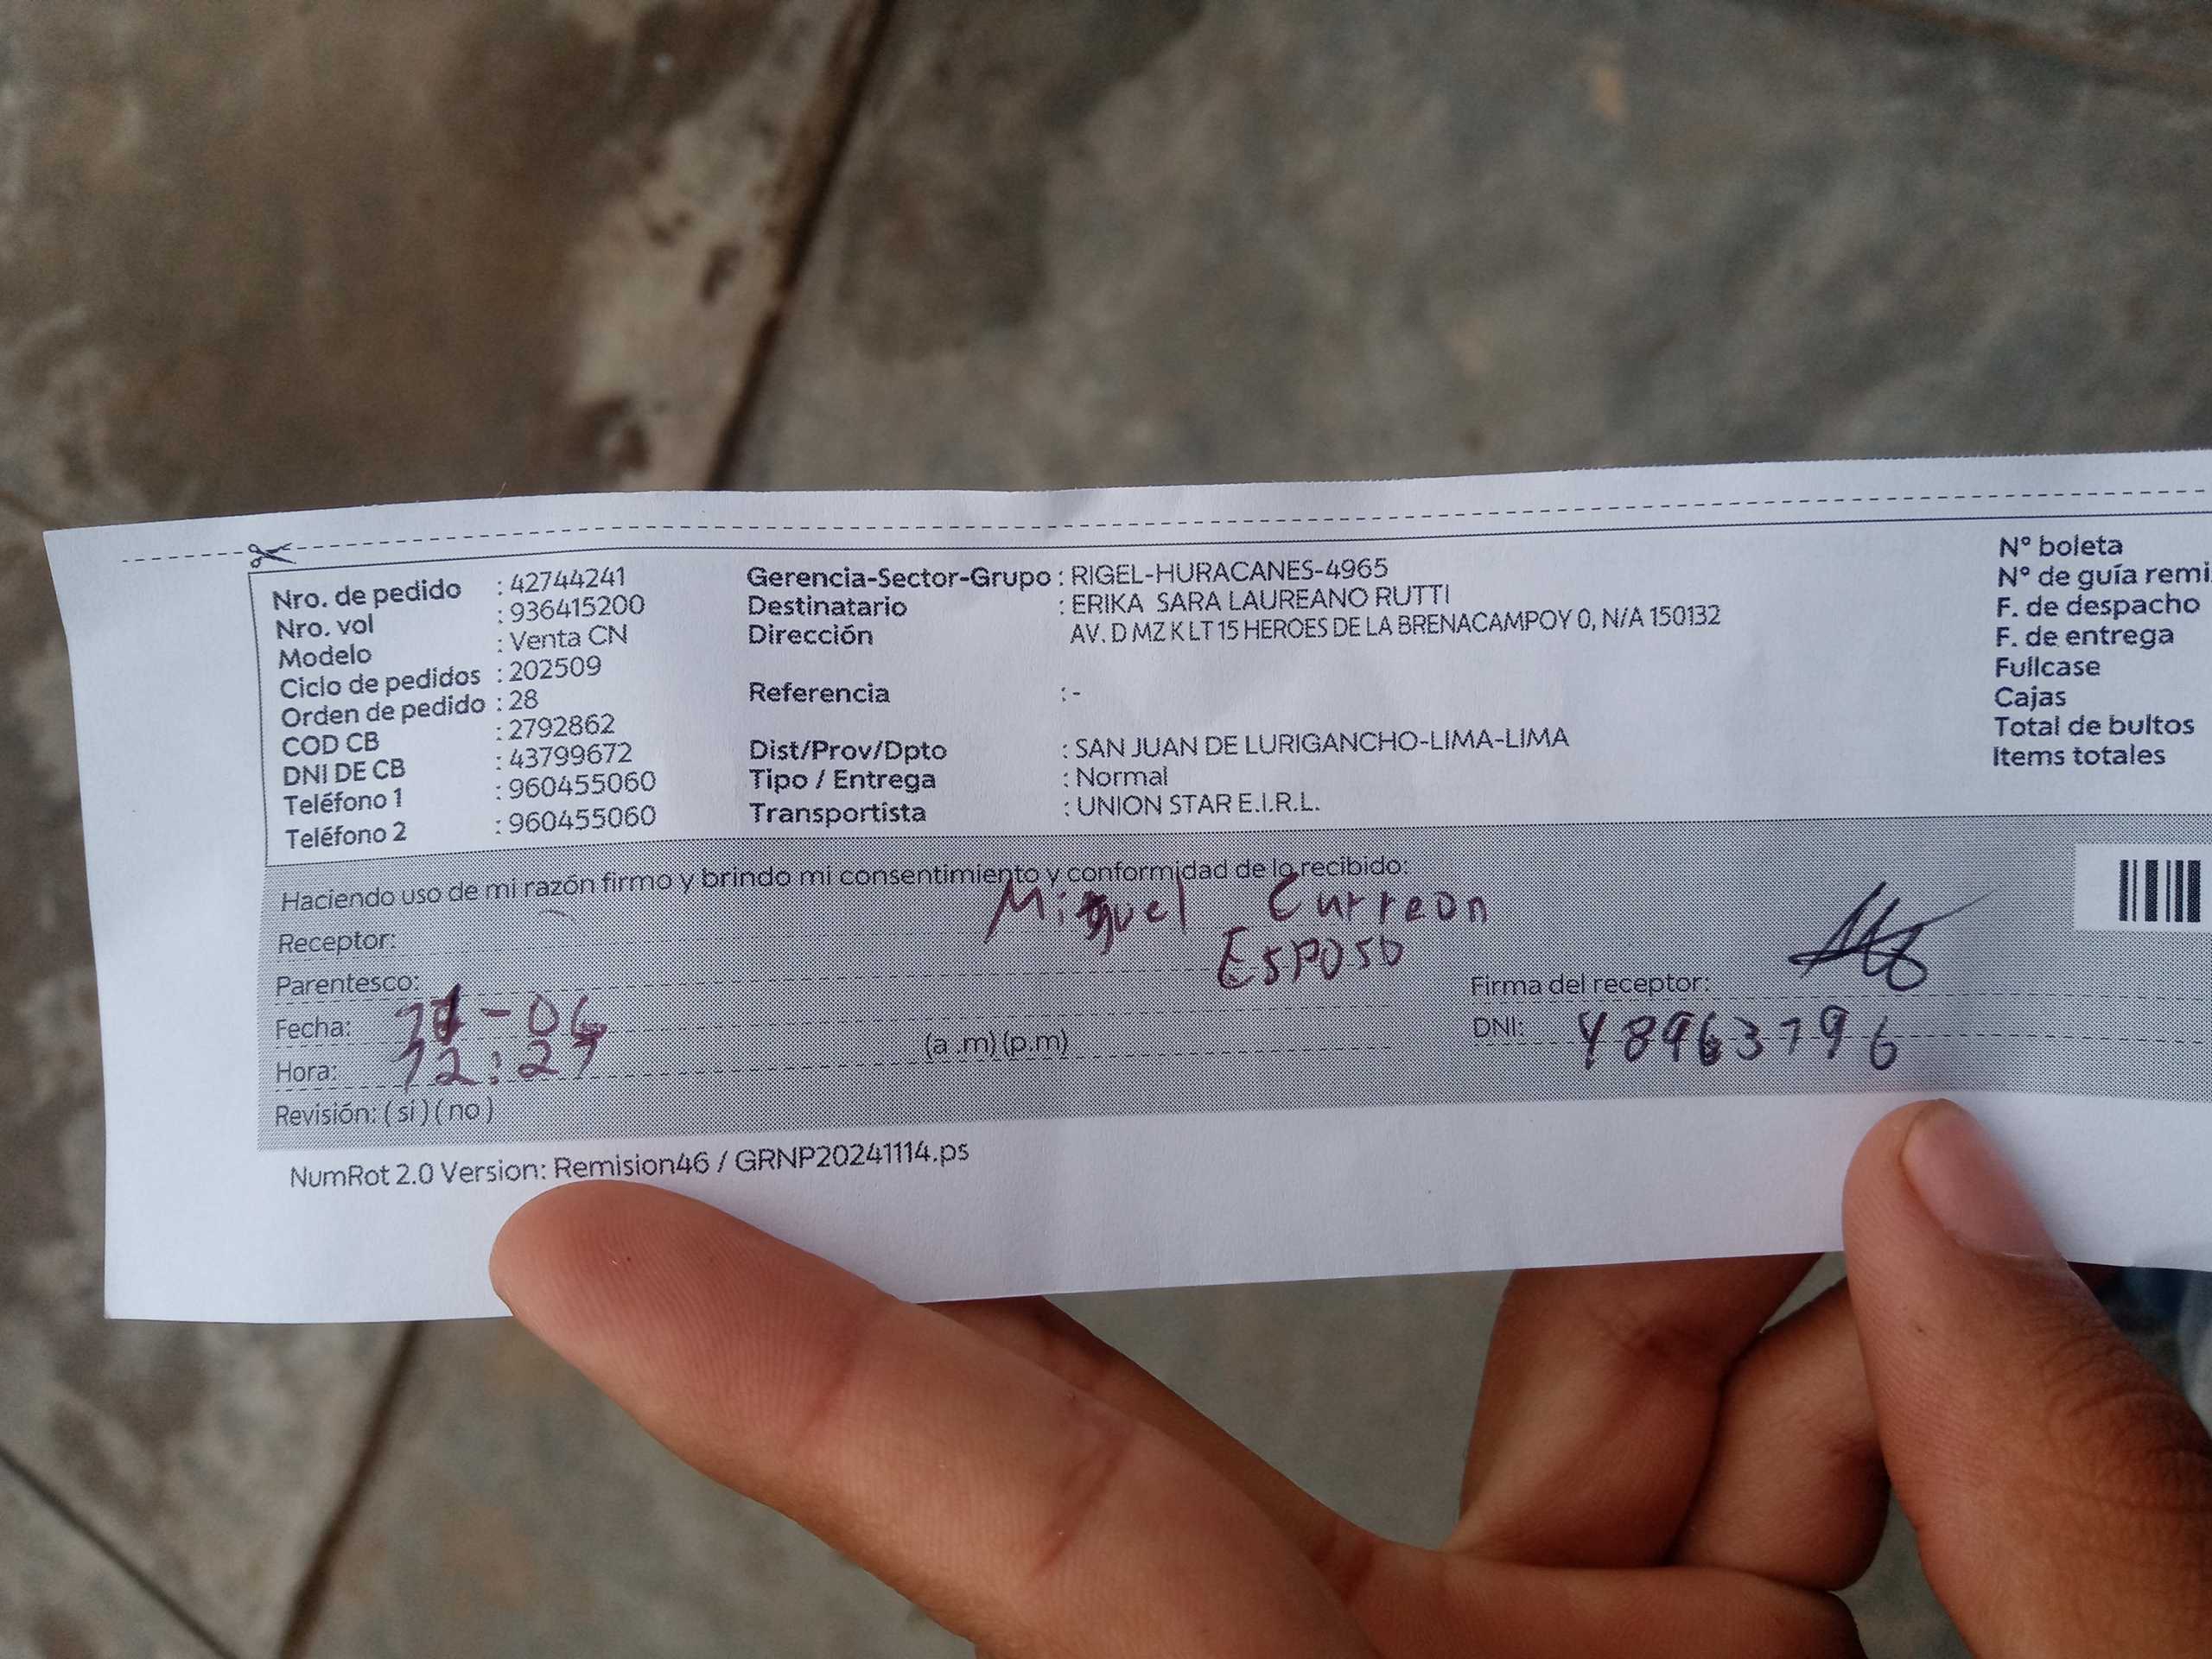 Nro. de pedido : 42744241
Nro. vol : 936415200
Modelo : Venta CN
Ciclo de pedidos : 202509
Orden de pedido : 28
COD CB : 2792862
DNI DE CB : 43799672
Teléfono 1 : 960455060
Teléfono 2 : 960455060
Gerencia-Sector-Grupo : RIGEL-HURACANES-4965
Destinatario : ERIKA SARA LAUREANO RUTTI
Dirección AV. D MZ K LT 15 HEROES DE LA BRENACAMPOY 0, N/A 150132
Referencia : -
Dist/Prov/Dpto : SAN JUAN DE LURIGANCHO-LIMA-LIMA
Tipo / Entrega : Normal
Transportista : UNION STAR E.I.R.L.
N° boleta
N° de guía remi
F. de despacho
F. de entrega
Fullcase
Cajas
Total de bultos
Items totales
Haciendo uso de mi razón firmo y brindo mi consentimiento y conformidad de lo recibido:
Receptor: Miguel Curreon
Parentesco: Esposo
Firma del receptor:
Fecha:
Hora: 12:27 (a .m) (p.m)
DNI: 48963796
Revisión: ( si ) ( no )
NumRot 2.0 Version: Remision46 / GRNP20241114.ps